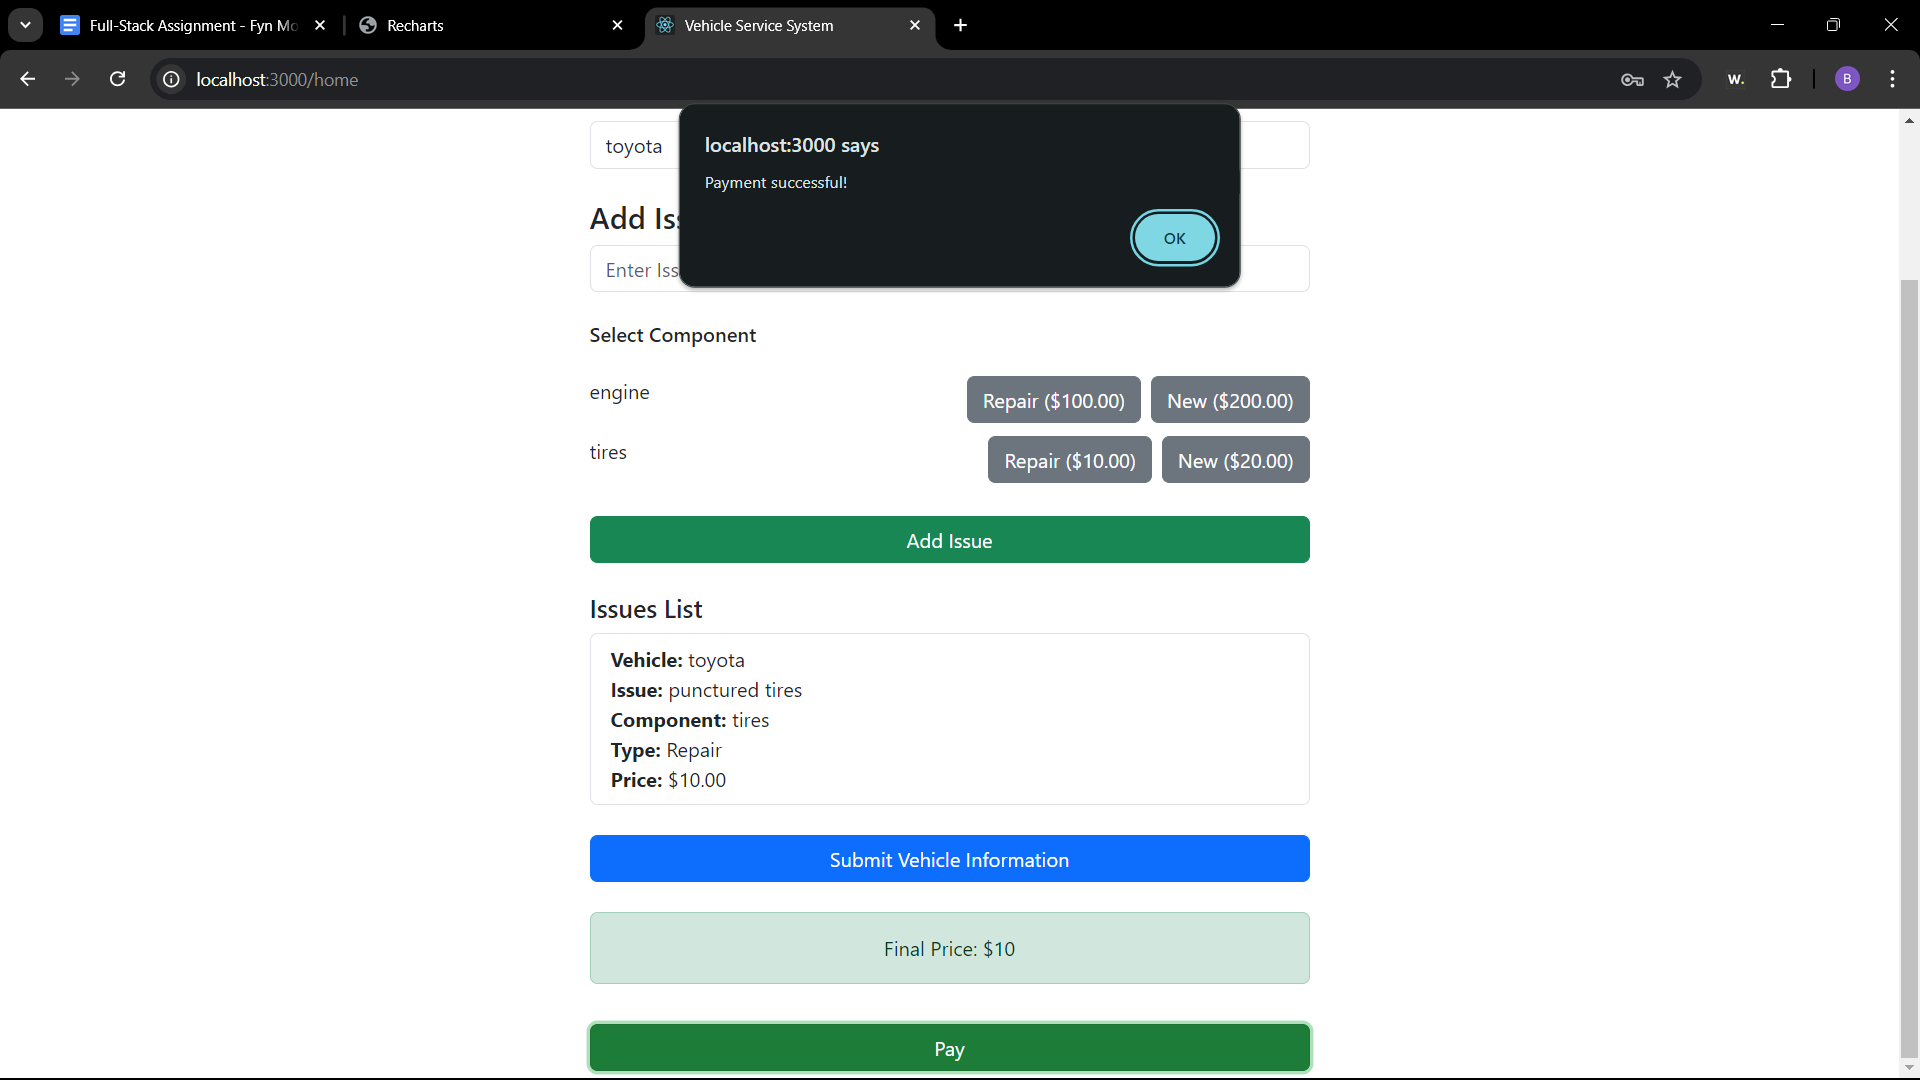 Full-Stack Assignment - Fyn Mo
Recharts
Vehicle Service System
localhost:3000/home
w.
B
localhost:3000 says
Payment successful!
OK
toyota
Add Iss
Enter Iss
Select Component
engine
Repair ($100.00)
New ($200.00)
tires
Repair ($10.00)
New ($20.00)
Add Issue
Issues List
Vehicle: toyota
Issue: punctured tires
Component: tires
Type: Repair
Price: $10.00
Submit Vehicle Information
Final Price: $10
Pay